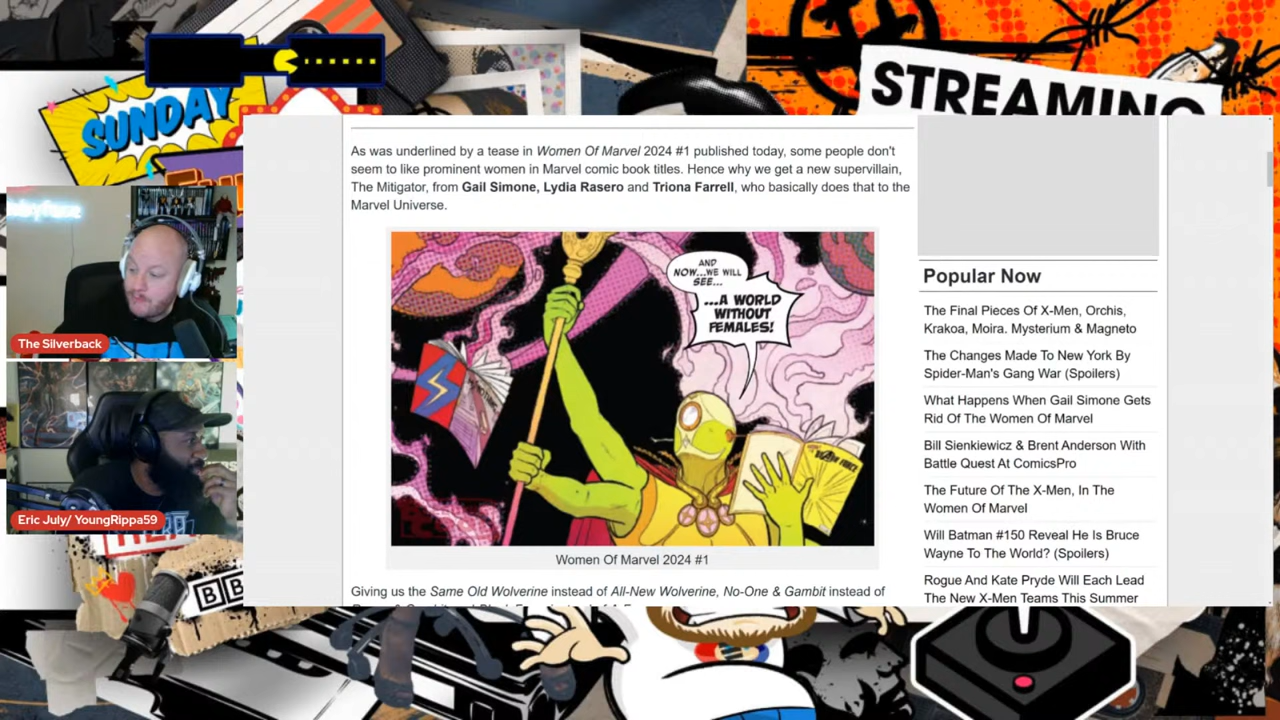 SUNDAY
STREAMING
As was underlined by a tease in Women Of Marvel 2024 #1 published today, some people don't
seem to like prominent women in Marvel comic book titles. Hence why we get a new supervillain,
The Mitigator, from Gail Simone, Lydia Rasero and Triona Farrell, who basically does that to the
Marvel Universe.
AND
NOW...WE WILL
SEE...
...A WORLD
WITHOUT
FEMALES!
Women Of Marvel 2024 #1
Giving us the Same Old Wolverine instead of All-New Wolverine, No-One & Gambit instead of
Popular Now
The Final Pieces Of X-Men, Orchis,
Krakoa, Moira. Mysterium & Magneto
The Changes Made To New York By
Spider-Man's Gang War (Spoilers)
What Happens When Gail Simone Gets
Rid Of The Women Of Marvel
Bill Sienkiewicz & Brent Anderson With
Battle Quest At ComicsPro
The Future Of The X-Men, In The
Women Of Marvel
Will Batman #150 Reveal He Is Bruce
Wayne To The World? (Spoilers)
Rogue And Kate Pryde Will Each Lead
The New X-Men Teams This Summer
The Silverback
Eric July/ YoungRippa59